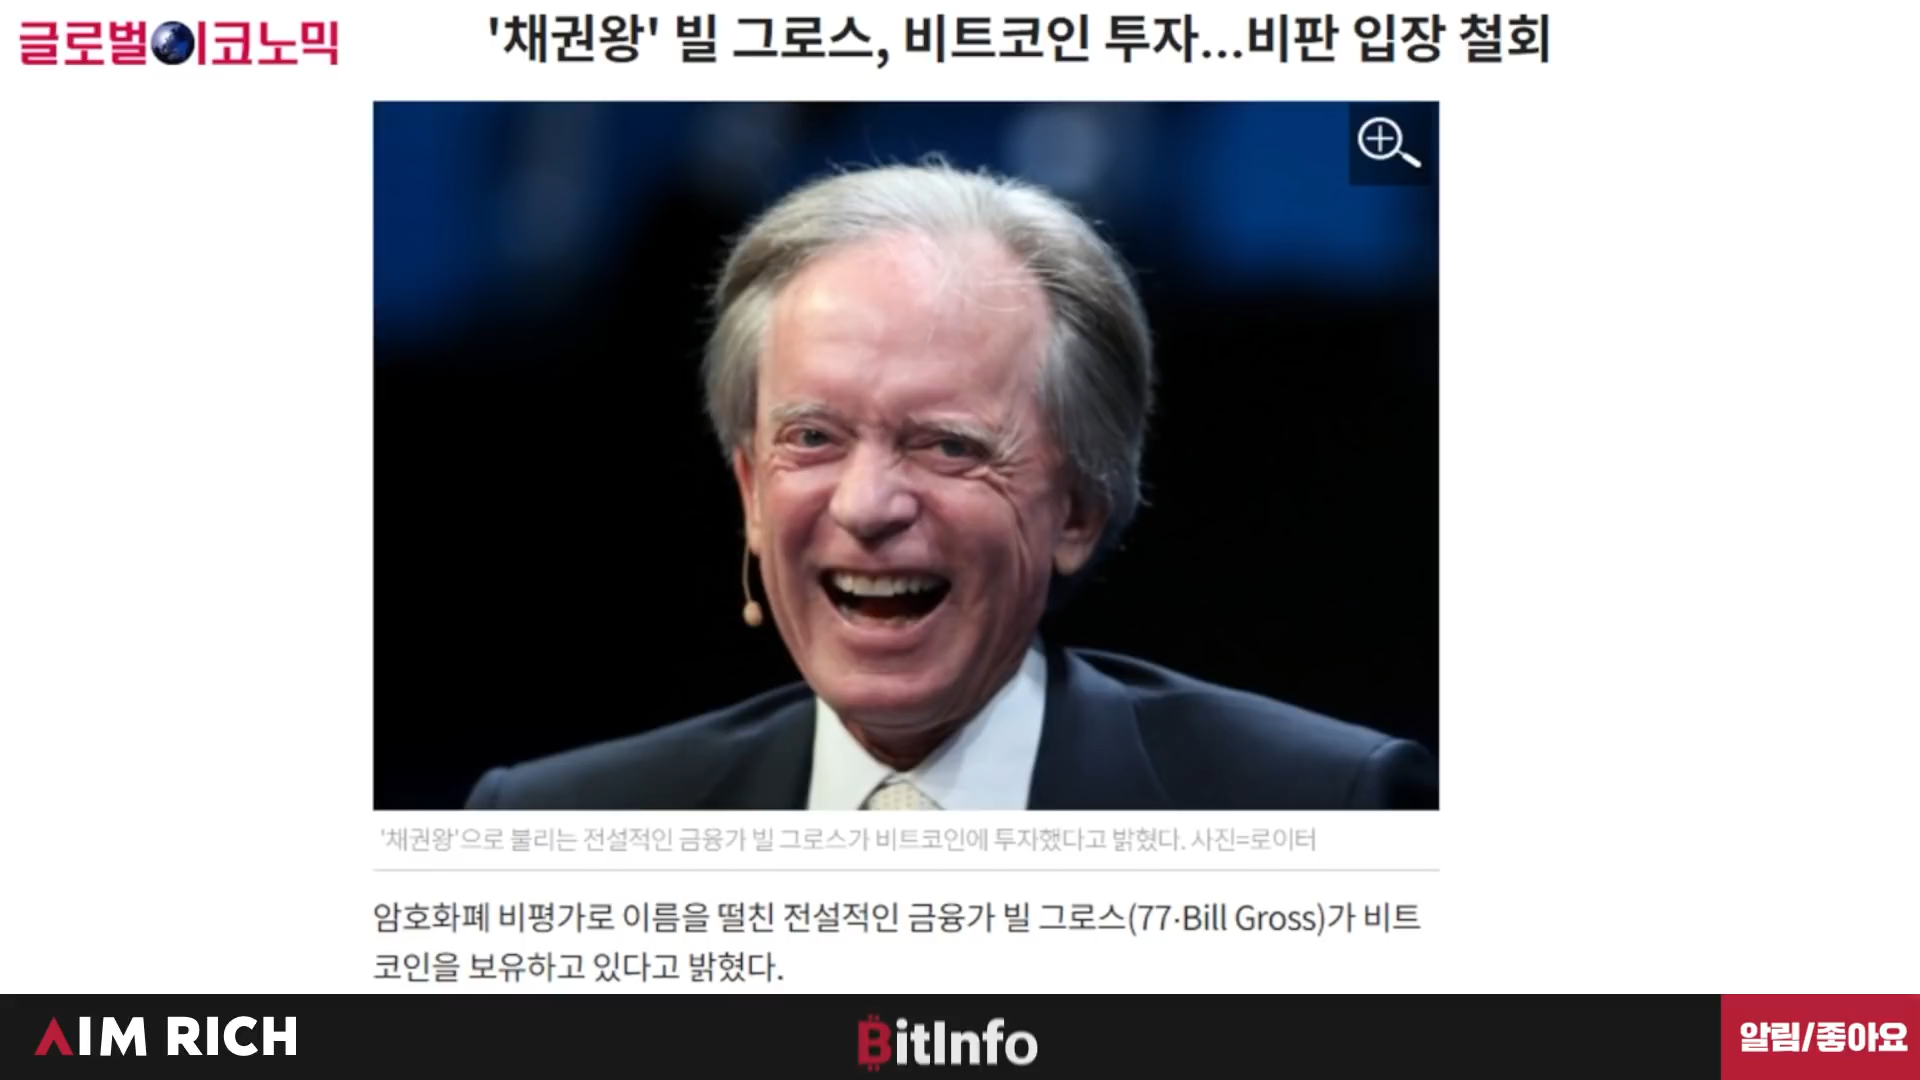 글로벌이코노믹
'채권왕' 빌 그로스, 비트코인 투자...비판 입장 철회
'채권왕'으로 불리는 전설적인 금융가 빌 그로스가 비트코인에 투자했다고 밝혔다. 사진=로이터
암호화폐 비평가로 이름을 떨친 전설적인 금융가 빌 그로스(77·Bill Gross)가 비트
코인을 보유하고 있다고 밝혔다.
AIM RICH
BitInfo
알림/좋아요